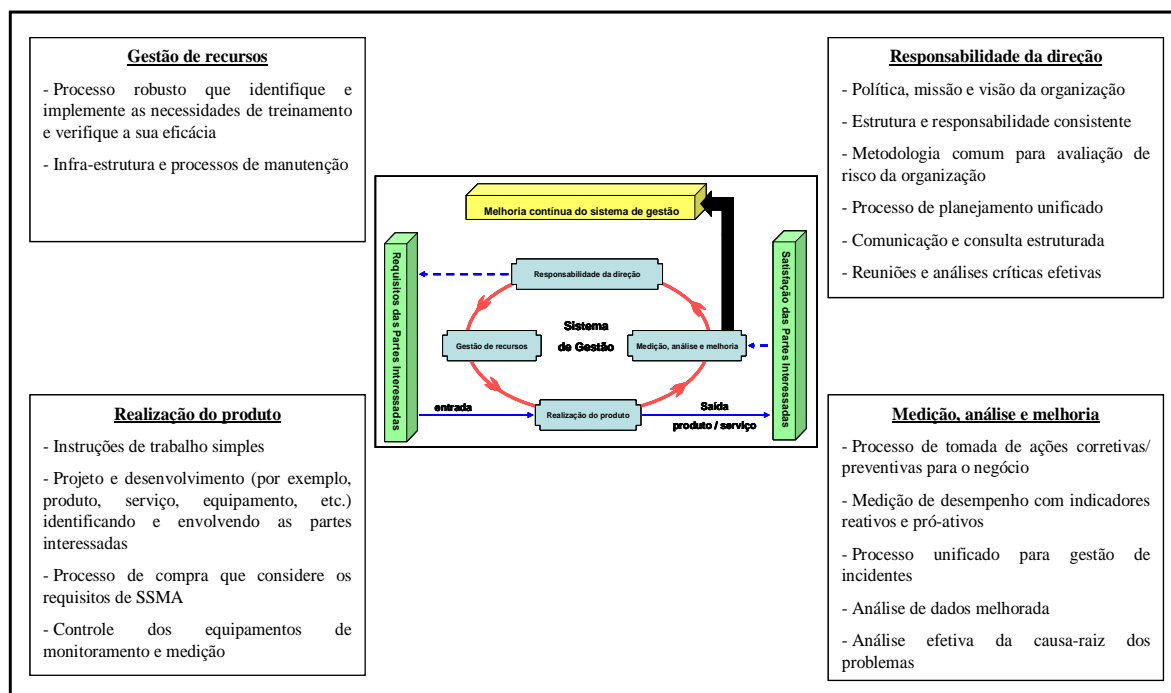 Gestão de recursos
- Processo robusto que identifique e
implemente as necessidades de treinamento
e verifique a sua eficácia
- Infra-estrutura e processos de manutenção
Responsabilidade da direção
- Política, missão e visão da organização
- Estrutura e responsabilidade consistente
- Metodologia comum para avaliação de
risco da organização
- Processo de planejamento unificado
- Comunicação e consulta estruturada
- Reuniões e análises críticas efetivas
Melhoria contínua do sistema de gestão
Requisitos das Partes Interessadas
Responsabilidade da direção
Satisfação das Partes Interessadas
Gestão de recursos
Sistema
de Gestão
Medição, análise e melhoria
entrada
Realização do produto
Saída
produto / serviço
Realização do produto
- Instruções de trabalho simples
- Projeto e desenvolvimento (por exemplo,
produto, serviço, equipamento, etc.)
identificando e envolvendo as partes
interessadas
- Processo de compra que considere os
requisitos de SSMA
- Controle dos equipamentos de
monitoramento e medição
Medição, análise e melhoria
- Processo de tomada de ações corretivas/
preventivas para o negócio
- Medição de desempenho com indicadores
reativos e pró-ativos
- Processo unificado para gestão de
incidentes
- Análise de dados melhorada
- Análise efetiva da causa-raiz dos
problemas